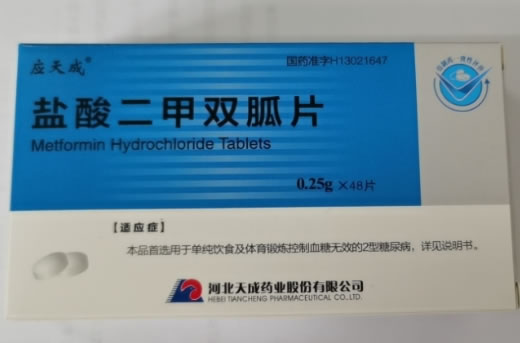 应天成®
国药准字H13021647
盐酸二甲双胍片
Metformin Hydrochloride Tablets
0.25g ×48片
【适应症】
本品首选用于单纯饮食及体育锻炼控制血糖无效的2型糖尿病,详见说明书。
河北天成药业股份有限公司
HEBEI TIANCHENG PHARMACEUTICAL CO.,LTD.